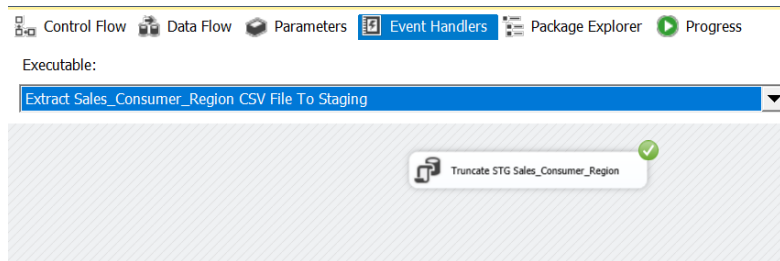 Control Flow Data Flow Parameters Event Handlers Package Explorer Progress
Executable:
Extract Sales_Consumer_Region CSV File To Staging
Truncate STG Sales_Consumer_Region